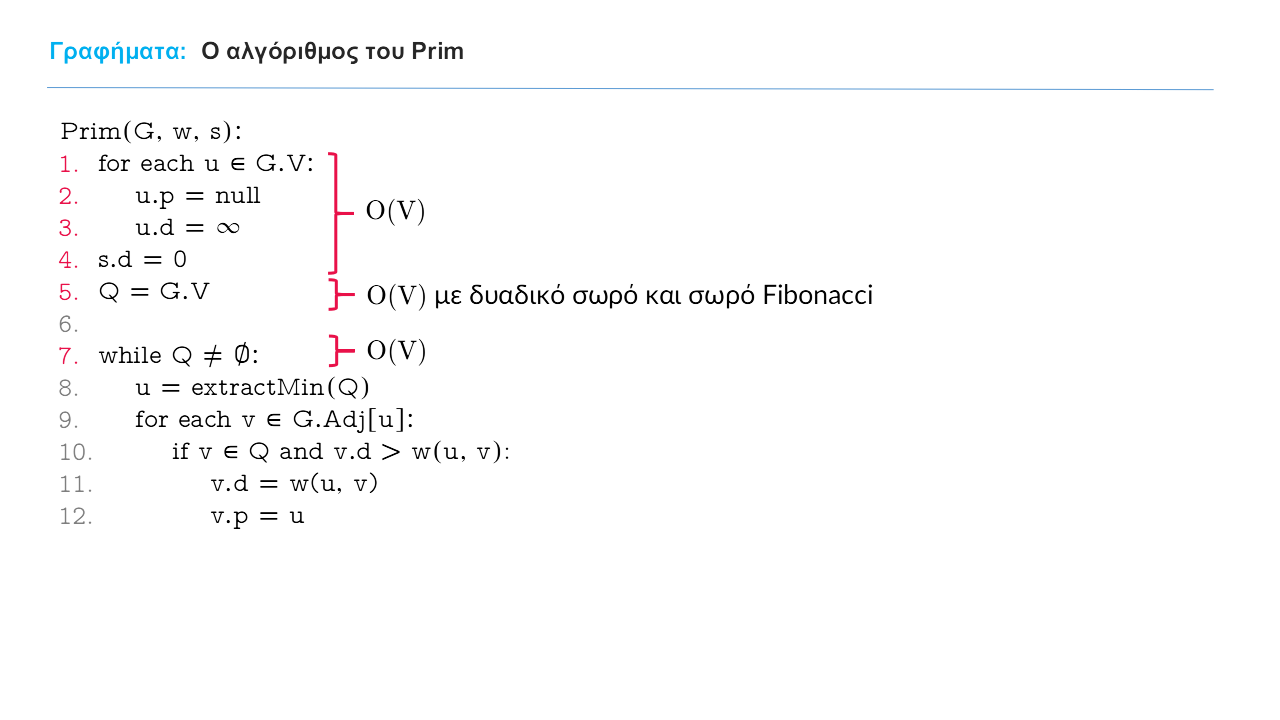 Γραφήματα: Ο αλγόριθμος του Prim
Prim(G, w, s):
1. for each u ∈ G.V:
2. u.p = null
3. u.d = ∞
O(V)
4. s.d = 0
5. Q = G.V
O(V) με δυαδικό σωρό και σωρό Fibonacci
6.
7. while Q ≠ ∅:
O(V)
8. u = extractMin(Q)
9. for each v ∈ G.Adj[u]:
10. if v ∈ Q and v.d > w(u, v):
11. v.d = w(u, v)
12. v.p = u